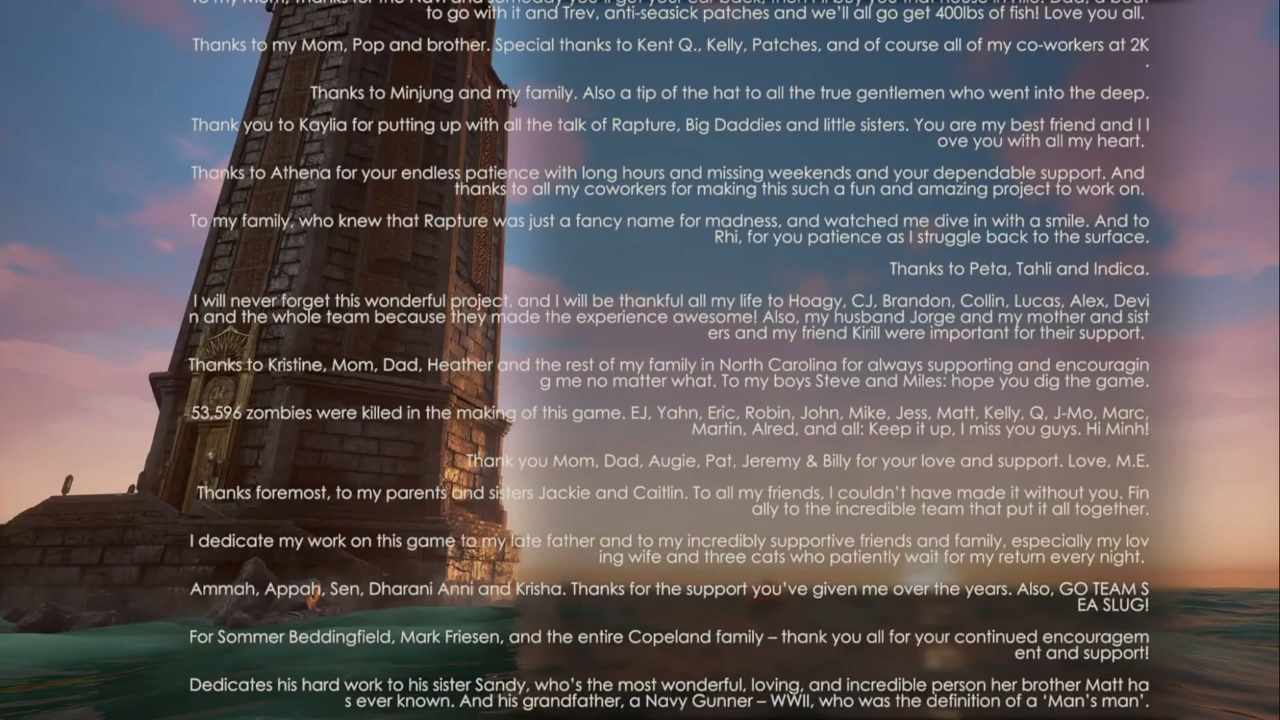 to go with it and Trev, anti-seasick patches and we'll all go get 400lbs of fish! Love you all.
Thanks to my Mom, Pop and brother. Special thanks to Kent Q., Kelly, Patches, and of course all of my co-workers at 2K
.
Thanks to Minjung and my family. Also a tip of the hat to all the true gentlemen who went into the deep.
Thank you to Kaylia for putting up with all the talk of Rapture, Big Daddies and little sisters. You are my best friend and I l
ove you with all my heart.
Thanks to Athena for your endless patience with long hours and missing weekends and your dependable support. And
thanks to all my coworkers for making this such a fun and amazing project to work on.
To my family, who knew that Rapture was just a fancy name for madness, and watched me dive in with a smile. And to
Rhi, for you patience as I struggle back to the surface.
Thanks to Peta, Tahli and Indica.
I will never forget this wonderful project, and I will be thankful all my life to Hoagy, CJ, Brandon, Collin, Lucas, Alex, Devi
n and the whole team because they made the experience awesome! Also, my husband Jorge and my mother and sist
ers and my friend Kirill were important for their support.
Thanks to Kristine, Mom, Dad, Heather and the rest of my family in North Carolina for always supporting and encouragin
g me no matter what. To my boys Steve and Miles: hope you dig the game.
53,596 zombies were killed in the making of this game. EJ, Yahn, Eric, Robin, John, Mike, Jess, Matt, Kelly, Q, J-Mo, Marc,
Martin, Alred, and all: Keep it up, I miss you guys. Hi Minh!
Thank you Mom, Dad, Augie, Pat, Jeremy & Billy for your love and support. Love, M.E.
Thanks foremost, to my parents and sisters Jackie and Caitlin. To all my friends, I couldn't have made it without you. Fin
ally to the incredible team that put it all together.
I dedicate my work on this game to my late father and to my incredibly supportive friends and family, especially my lov
ing wife and three cats who patiently wait for my return every night.
Ammah, Appah, Sen, Dharani Anni and Krisha. Thanks for the support you've given me over the years. Also, GO TEAM S
EA SLUG!
For Sommer Beddingfield, Mark Friesen, and the entire Copeland family – thank you all for your continued encouragem
ent and support!
Dedicates his hard work to his sister Sandy, who's the most wonderful, loving, and incredible person her brother Matt ha
s ever known. And his grandfather, a Navy Gunner – WWII, who was the definition of a 'Man's man'.